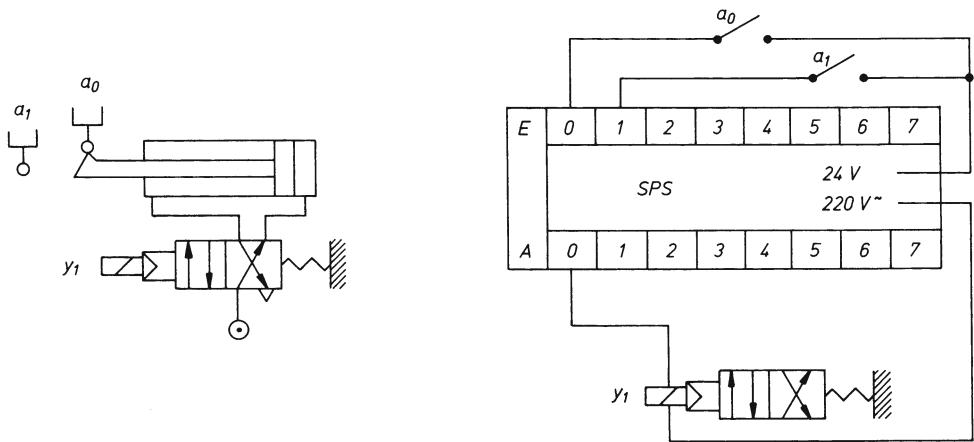 a₁
a₀
y₁
a₀
a₁
E 0 1 2 3 4 5 6 7
SPS
24 V
220 V~
A 0 1 2 3 4 5 6 7
y₁